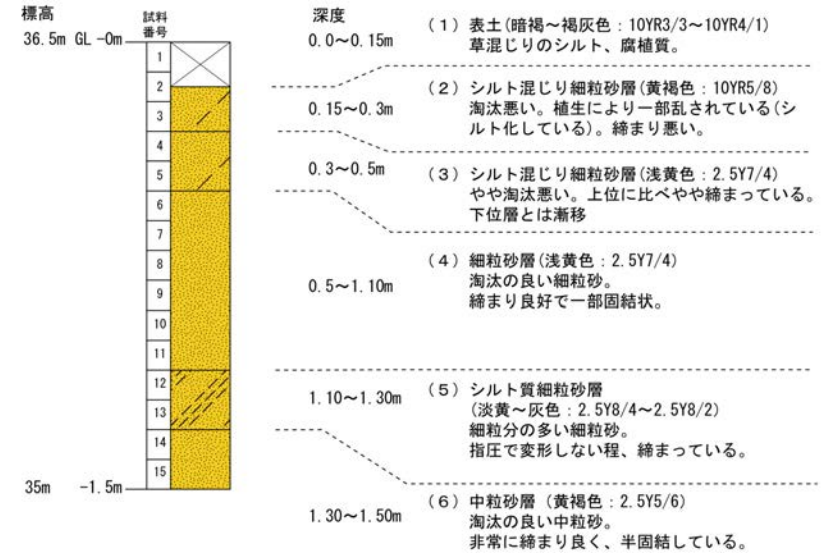 標高
試料
番号
深度
36.5m GL -0m
1
2
3
4
5
6
7
8
9
10
11
12
13
14
15
35m -1.5m
0.0～0.15m
(1) 表土(暗褐～褐灰色：10YR3/3～10YR4/1)
草混じりのシルト、腐植質。
0.15～0.3m
(2) シルト混じり細粒砂層(黄褐色：10YR5/8)
淘汰悪い。植生により一部乱されている(シ
ルト化している)。締まり悪い。
0.3～0.5m
(3) シルト混じり細粒砂層(浅黄色：2.5Y7/4)
やや淘汰悪い。上位に比べやや締まっている。
下位層とは漸移
0.5～1.10m
(4) 細粒砂層(浅黄色：2.5Y7/4)
淘汰の良い細粒砂。
締まり良好で一部固結状。
1.10～1.30m
(5) シルト質細粒砂層
(淡黄～灰色：2.5Y8/4～2.5Y8/2)
細粒分の多い細粒砂。
指圧で変形しない程、締まっている。
1.30～1.50m
(6) 中粒砂層 (黄褐色：2.5Y5/6)
淘汰の良い中粒砂。
非常に締まり良く、半固結している。